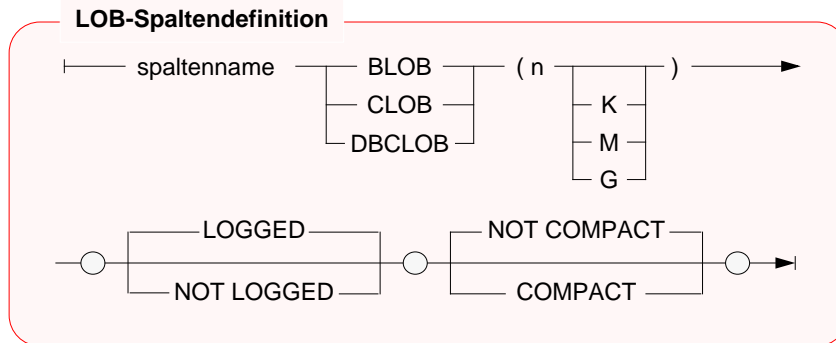 LOB-Spaltendefinition
spaltenname BLOB ( n )
CLOB K
DBCLOB M
G
LOGGED NOT COMPACT
NOT LOGGED COMPACT